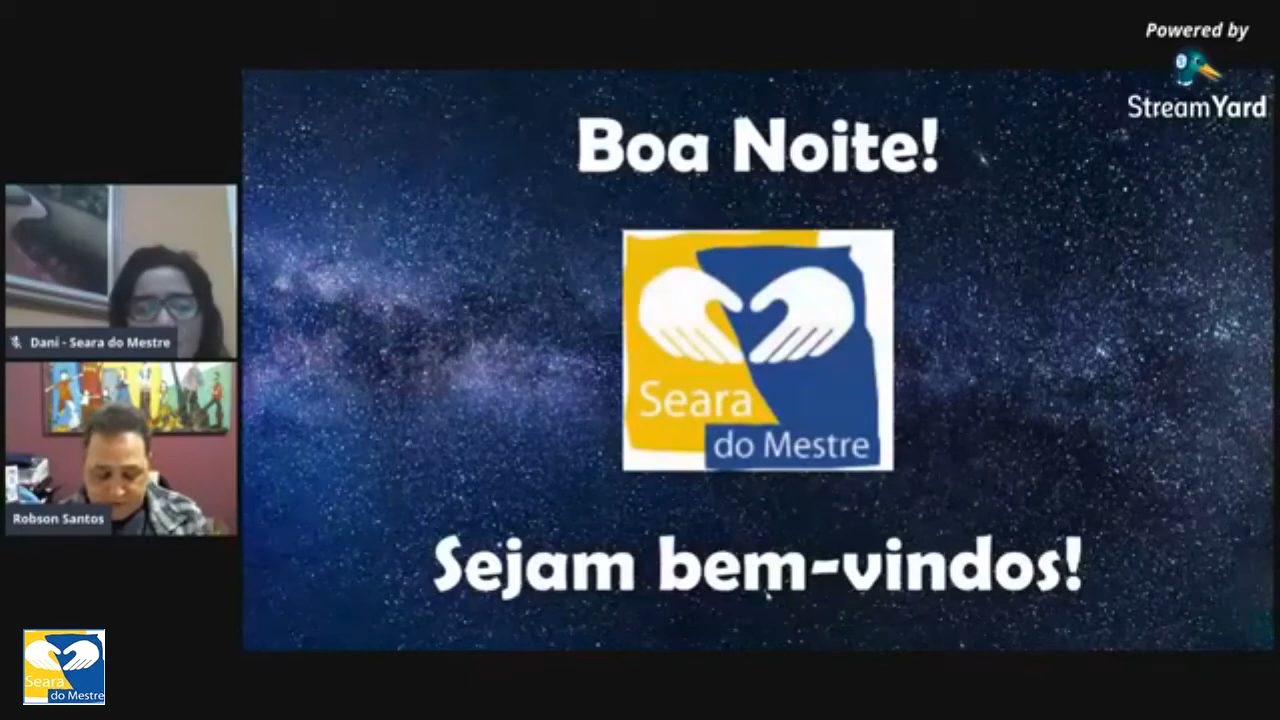 Powered by
StreamYard
Boa Noite!
Seara
do Mestre
Sejam bem-vindos!
Dani - Seara do Mestre
Robson Santos
Seara
do Mestre